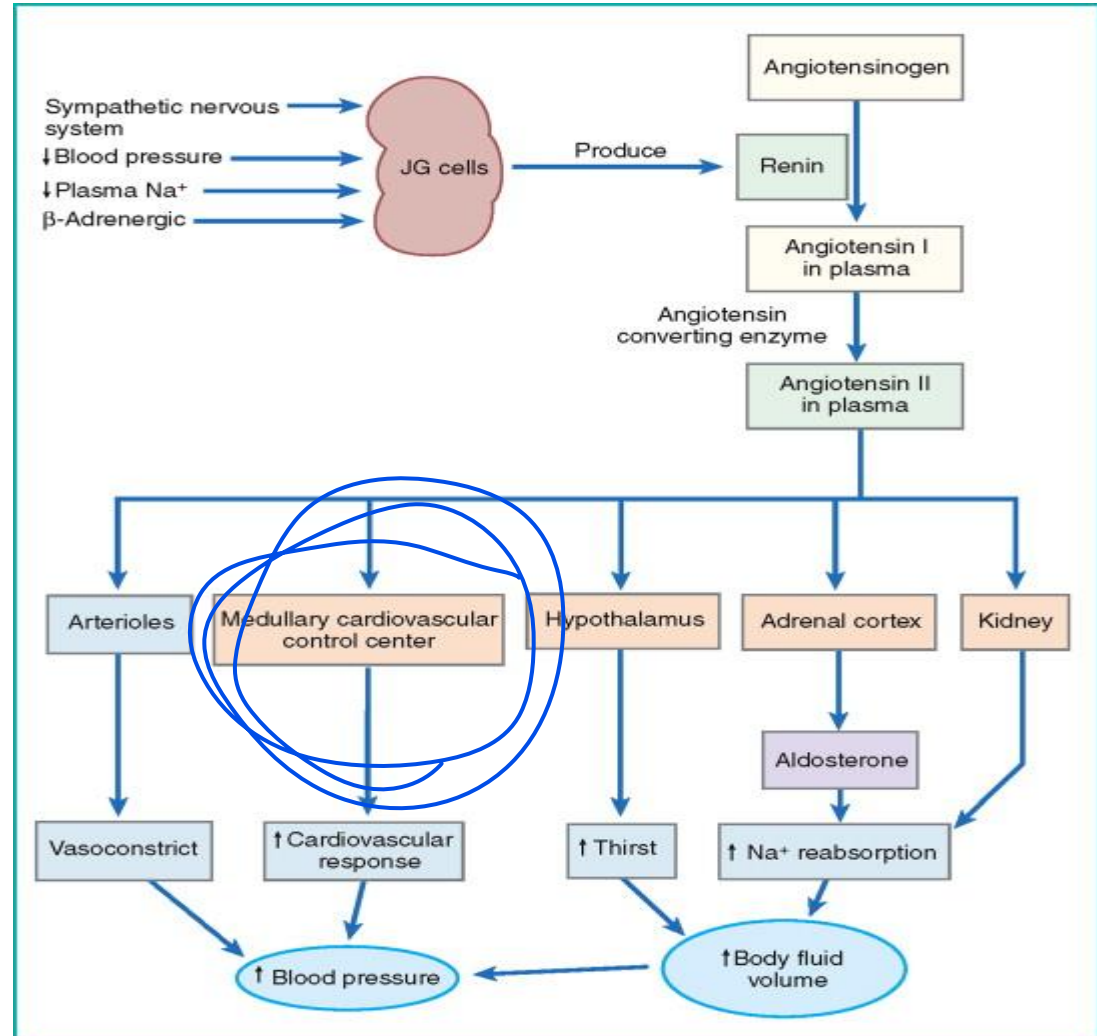 Angiotensinogen
Sympathetic nervous
system
↓Blood pressure
↓Plasma Na⁺
β-Adrenergic
JG cells
Produce
Renin
Angiotensin I
in plasma
Angiotensin
converting enzyme
Angiotensin II
in plasma
Arterioles
Medullary cardiovascular
control center
Hypothalamus
Adrenal cortex
Kidney
Aldosterone
Vasoconstrict
↑Cardiovascular
response
↑ Thirst
↑ Na⁺ reabsorption
↑ Blood pressure
↑Body fluid
volume